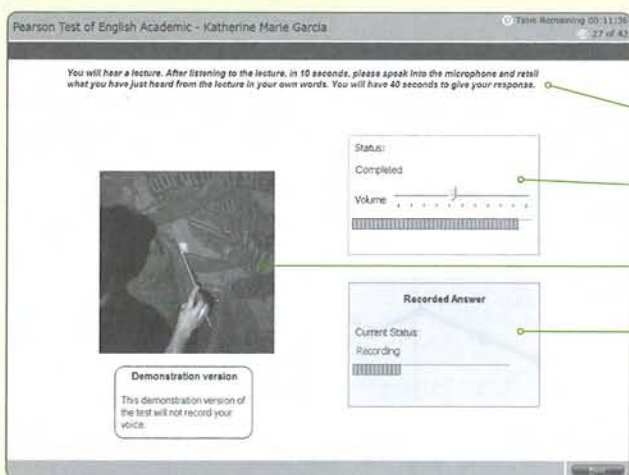 Pearson Test of English Academic - Katherine Marie Garcia
Time Remaining 00:11:36
27 of 42
You will hear a lecture. After listening to the lecture, in 10 seconds, please speak into the microphone and retell
what you have just heard from the lecture in your own words. You will have 40 seconds to give your response.
Status:
Completed
Volume
Recorded Answer
Current Status:
Recording
Demonstration version
This demonstration version of
the test will not record your
voice.